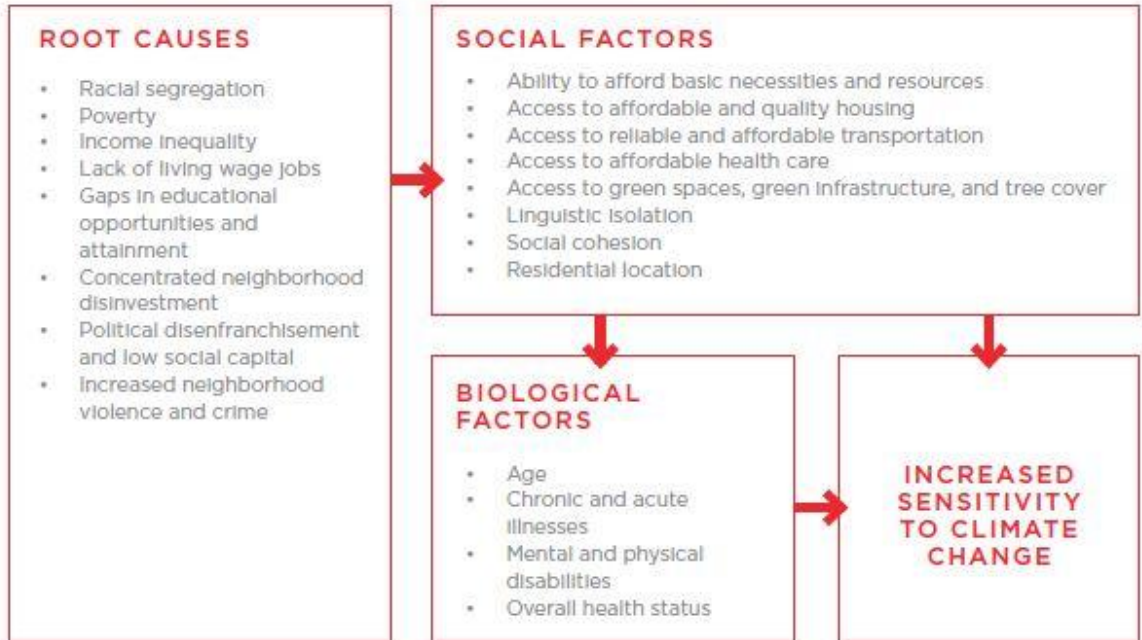 ROOT CAUSES
• Racial segregation
• Poverty
• Income inequality
• Lack of living wage jobs
• Gaps in educational
opportunities and
attainment
• Concentrated neighborhood
disinvestment
• Political disenfranchisement
and low social capital
• Increased neighborhood
violence and crime
SOCIAL FACTORS
• Ability to afford basic necessities and resources
• Access to affordable and quality housing
• Access to reliable and affordable transportation
• Access to affordable health care
• Access to green spaces, green infrastructure, and tree cover
• Linguistic isolation
• Social cohesion
• Residential location
BIOLOGICAL
FACTORS
• Age
• Chronic and acute
illnesses
• Mental and physical
disabilities
• Overall health status
INCREASED
SENSITIVITY
TO CLIMATE
CHANGE